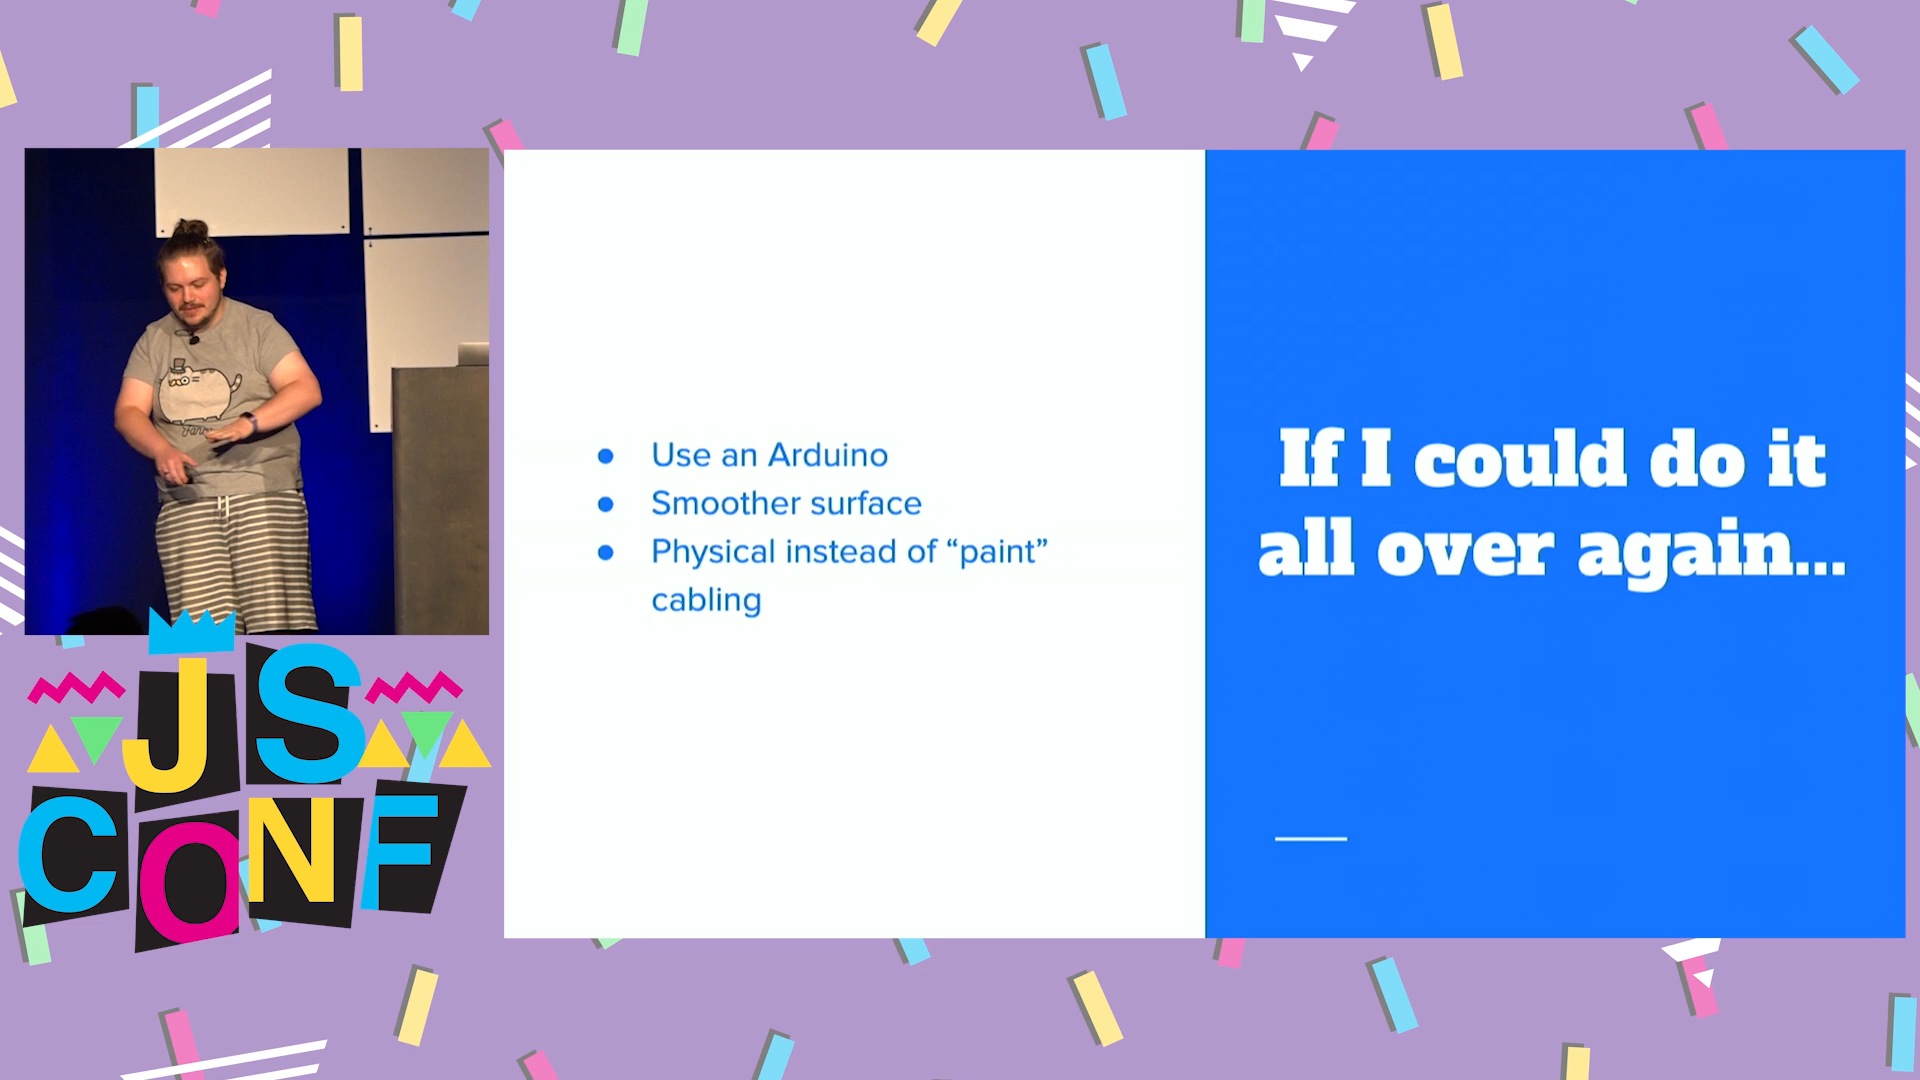 Use an Arduino
Smoother surface
Physical instead of “paint”
cabling
If I could do it
all over again...
JS
CONF